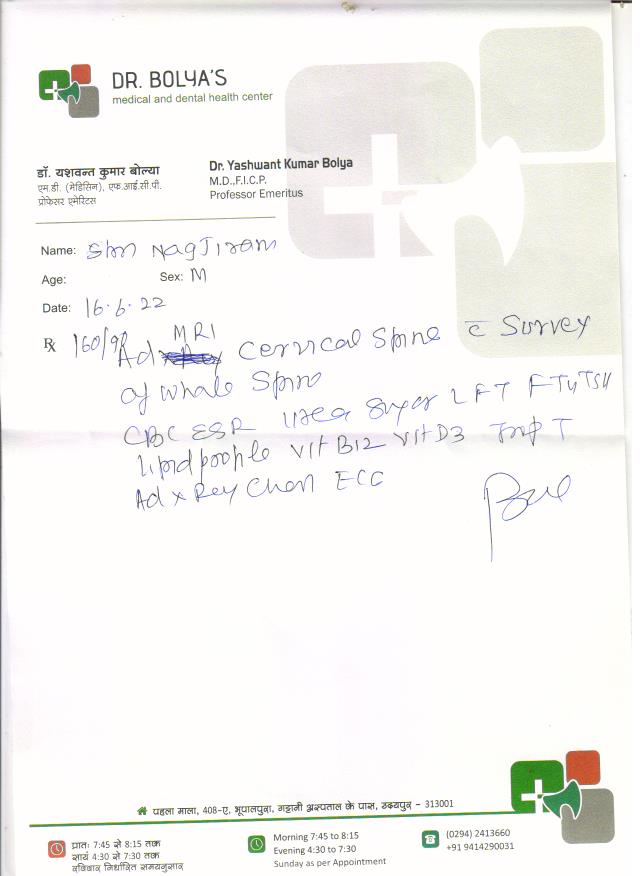 DR. BOLYA'S
medical and dental health center
डॉ. यशवन्त कुमार बोल्या
एम.डी. (मेडिसिन), एफ.आई.सी.पी.
प्रोफेसर एमेरिटस
Dr. Yashwant Kumar Bolya
M.D.,F.I.C.P.
Professor Emeritus
Name: Shri Nagjiram
Age: Sex: M
Date: 16.6.22
Rx 160/90 Ad MRI Cervical Spine c̄ Survey
of whole Spine
CBC ESR Urea Sugar LFT FT4 TSH
Lipid profile Vit B12 Vit D3
Ad x Ray Chest ECG
पहला माला, 408-ए, भूपालपुरा, गट्टानी अस्पताल के पास, उदयपुर - 313001
प्रातः 7:45 से 8:15 तक
सायं 4:30 से 7:30 तक
रविवार निर्धारित समयानुसार
Morning 7:45 to 8:15
Evening 4:30 to 7:30
Sunday as per Appointment
(0294) 2413660
+91 9414290031